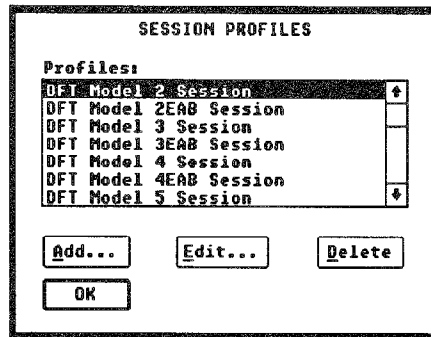 SESSION PROFILES
Profiles:
DFT Model 2 Session
DFT Model 2EAB Session
DFT Model 3 Session
DFT Model 3EAB Session
DFT Model 4 Session
DFT Model 4EAB Session
DFT Model 5 Session
Add... Edit... Delete
OK